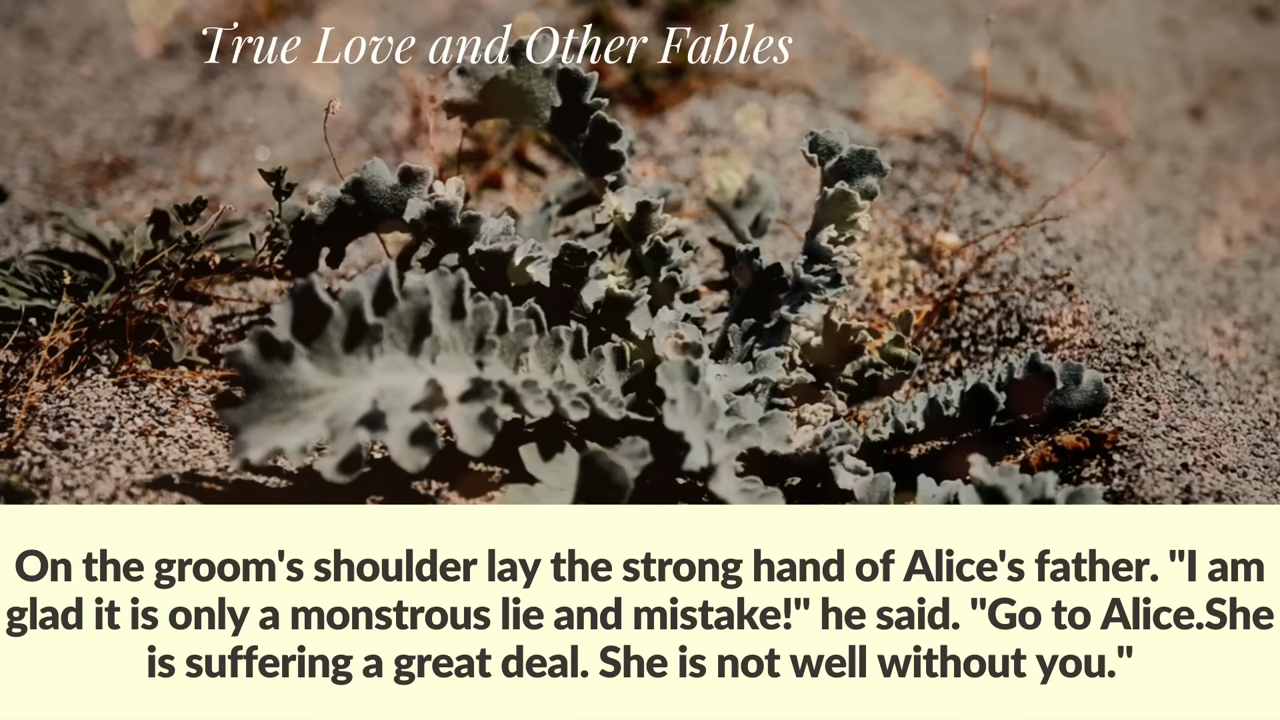 True Love and Other Fables
On the groom's shoulder lay the strong hand of Alice's father. "I am
glad it is only a monstrous lie and mistake!" he said. "Go to Alice.She
is suffering a great deal. She is not well without you."